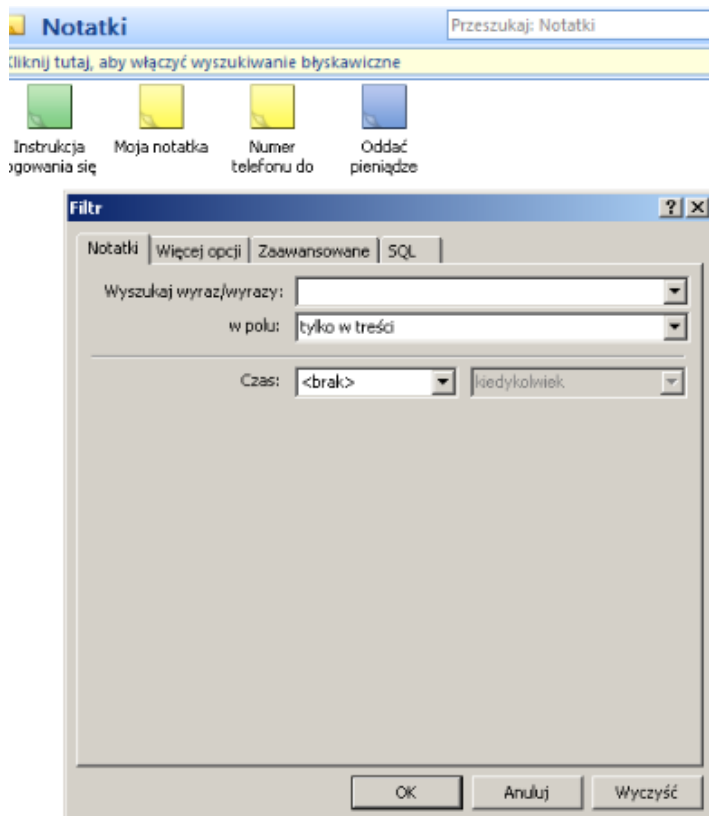 Notatki
Przeszukaj: Notatki
Kliknij tutaj, aby włączyć wyszukiwanie błyskawiczne
Instrukcja
ogowania się
Moja notatka
Numer
telefonu do
Oddać
pieniądze
Filtr
Notatki
Więcej opcji
Zaawansowane
SQL
Wyszukaj wyraz/wyrazy:
w polu:
tylko w treści
Czas:
<brak>
kiedykolwiek
OK
Anuluj
Wyczyść